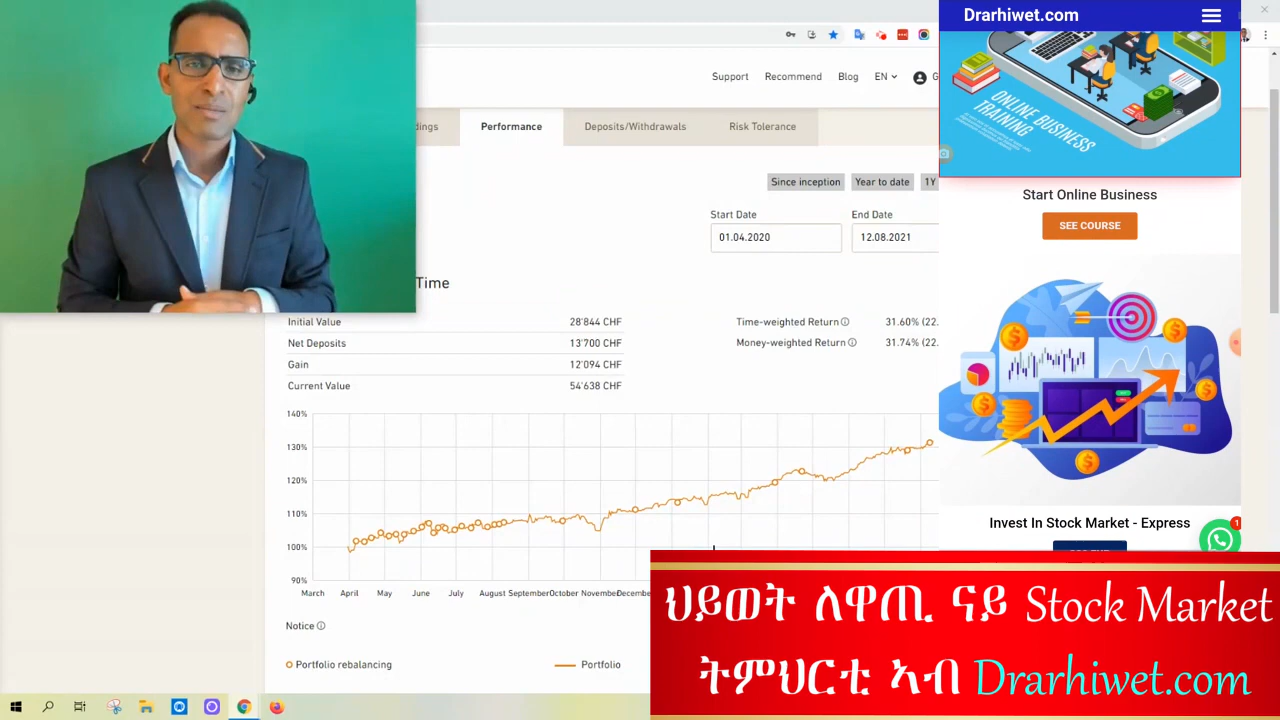 Support Recommend Blog EN
dings Performance Deposits/Withdrawals Risk Tolerance
Since inception Year to date 1Y
Start Date End Date
01.04.2020 12.08.2021
Time
Initial Value 28'844 CHF Time-weighted Return 31.60% (22.
Net Deposits 13'700 CHF Money-weighted Return 31.74% (22.
Gain 12'094 CHF
Current Value 54'638 CHF
140%
130%
120%
110%
100%
90%
March April May June July August September October November December
Notice
Portfolio rebalancing Portfolio
Drarhiwet.com
ONLINE BUSINESS
TRAINING
Start Online Business
SEE COURSE
Invest In Stock Market - Express
1
ህይወት ለዋጢ ናይ Stock Market
ትምህርቲ ኣብ Drarhiwet.com